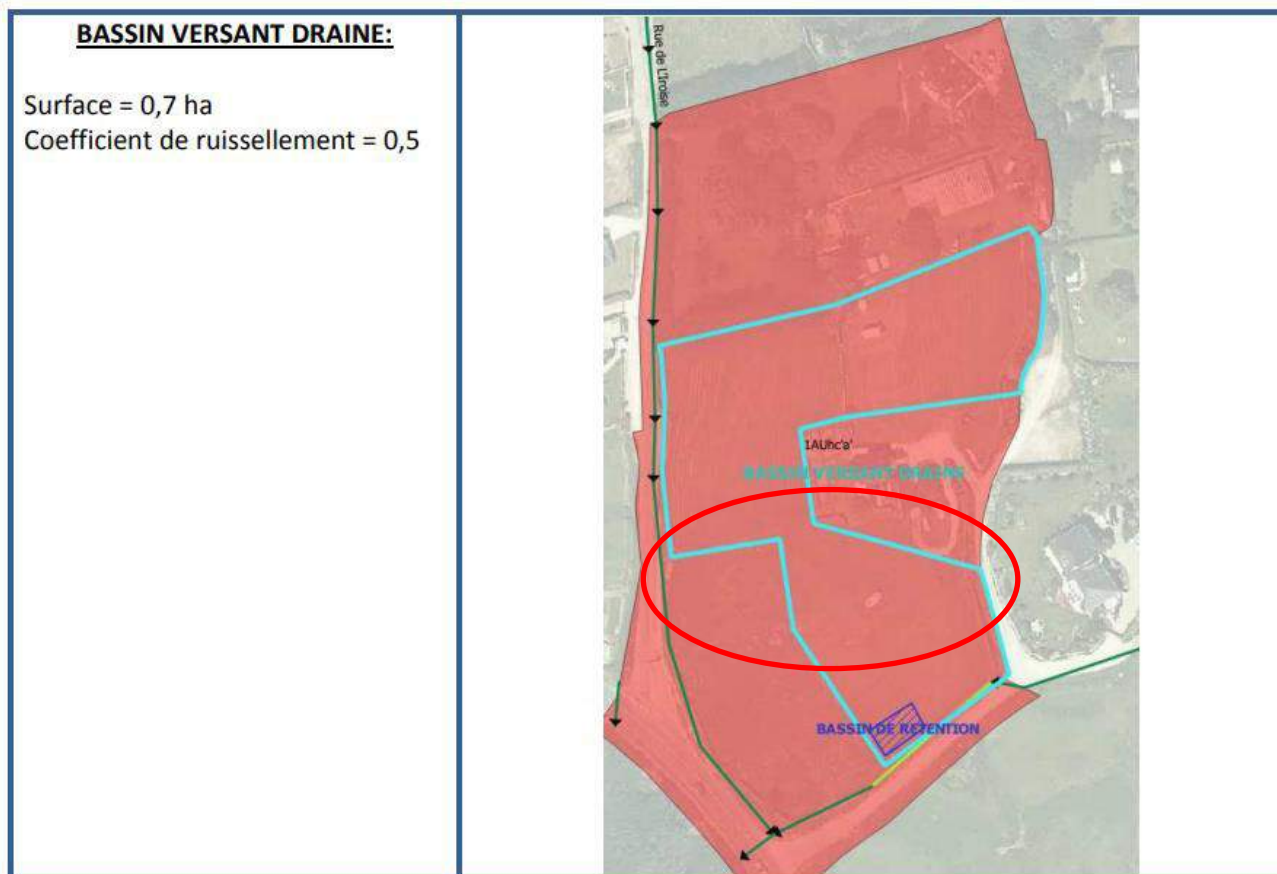 BASSIN VERSANT DRAINE:
Surface = 0,7 ha
Coefficient de ruissellement = 0,5
Rue de L'Iroise
1AUhc'a'
BASSIN VERSANT DRAINE
BASSIN DE RETENTION